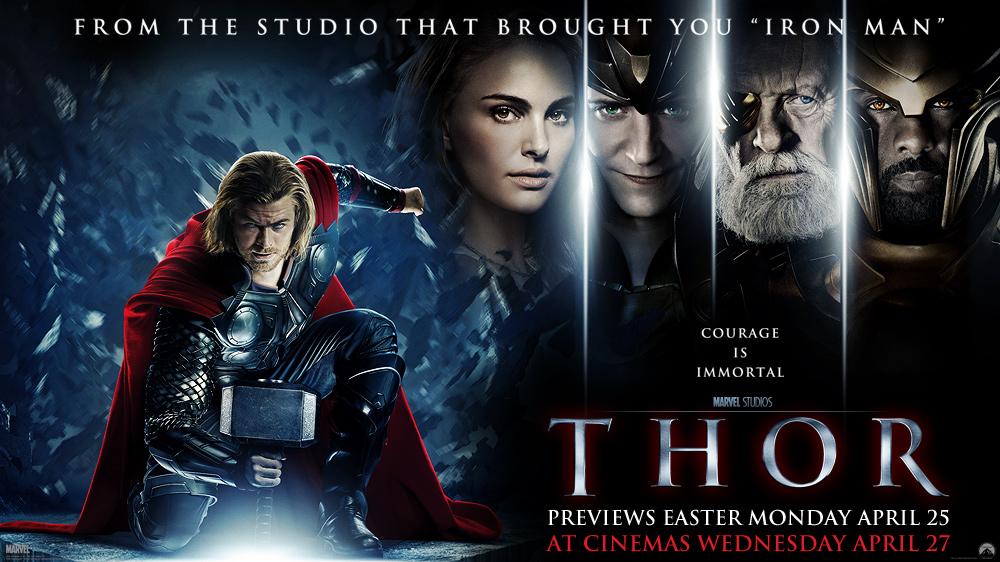 FROM THE STUDIO THAT BROUGHT YOU “IRON MAN”
COURAGE
IS
IMMORTAL
MARVEL STUDIOS
THOR
PREVIEWS EASTER MONDAY APRIL 25
AT CINEMAS WEDNESDAY APRIL 27
MARVEL